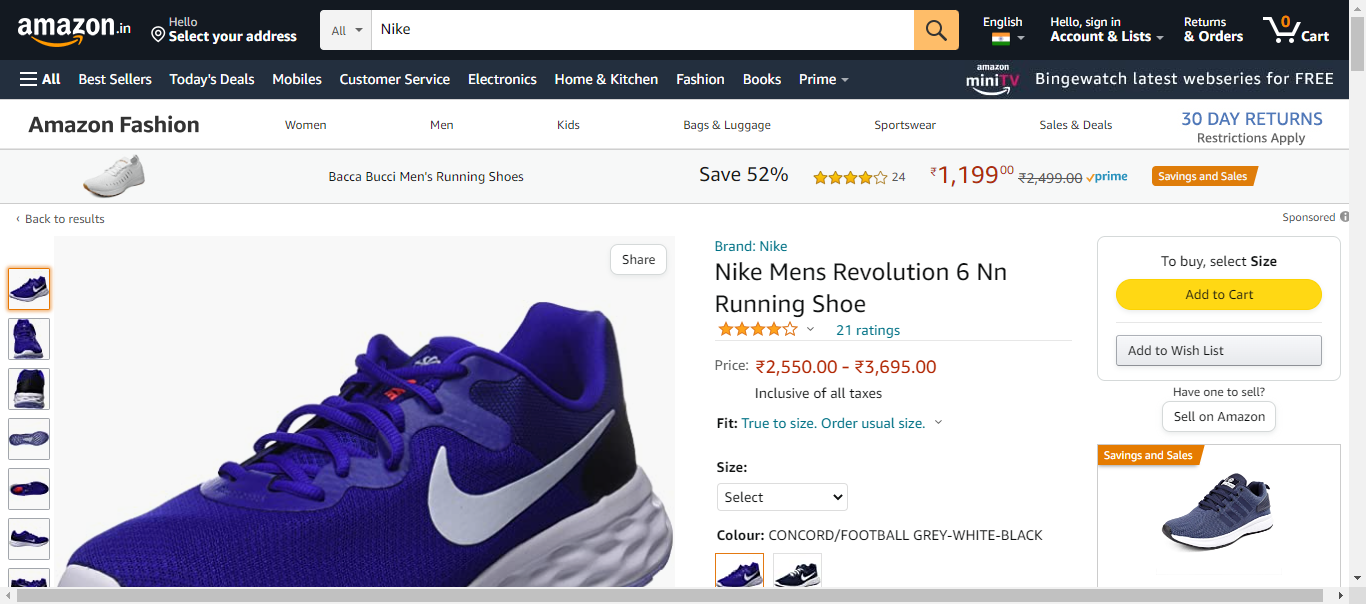 amazon.in
Hello
Select your address
All
Nike
English
Hello, sign in
Account & Lists
Returns
& Orders
0
Cart
All
Best Sellers
Today's Deals
Mobiles
Customer Service
Electronics
Home & Kitchen
Fashion
Books
Prime
amazon
miniTV
Bingewatch latest webseries for FREE
Amazon Fashion
Women
Men
Kids
Bags & Luggage
Sportswear
Sales & Deals
30 DAY RETURNS
Restrictions Apply
Bacca Bucci Men's Running Shoes
Save 52%
24
₹1,19900
₹2,499.00
prime
Savings and Sales
‹ Back to results
Sponsored
Share
Brand: Nike
Nike Mens Revolution 6 Nn
Running Shoe
21 ratings
Price: ₹2,550.00 - ₹3,695.00
Inclusive of all taxes
Fit: True to size. Order usual size.
Size:
Select
Colour: CONCORD/FOOTBALL GREY-WHITE-BLACK
To buy, select Size
Add to Cart
Add to Wish List
Have one to sell?
Sell on Amazon
Savings and Sales